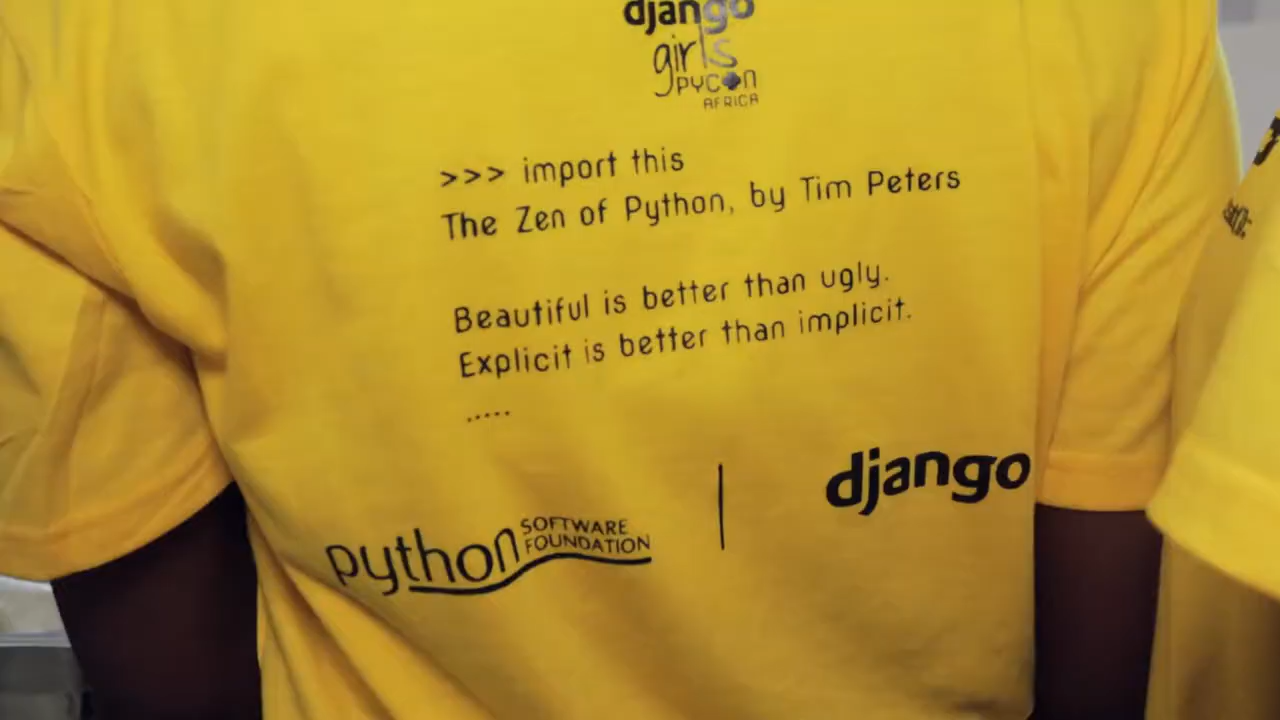 django
girls
PYCON
AFRICA
>>> import this
The Zen of Python, by Tim Peters
Beautiful is better than ugly.
Explicit is better than implicit.
.....
python SOFTWARE
FOUNDATION
django